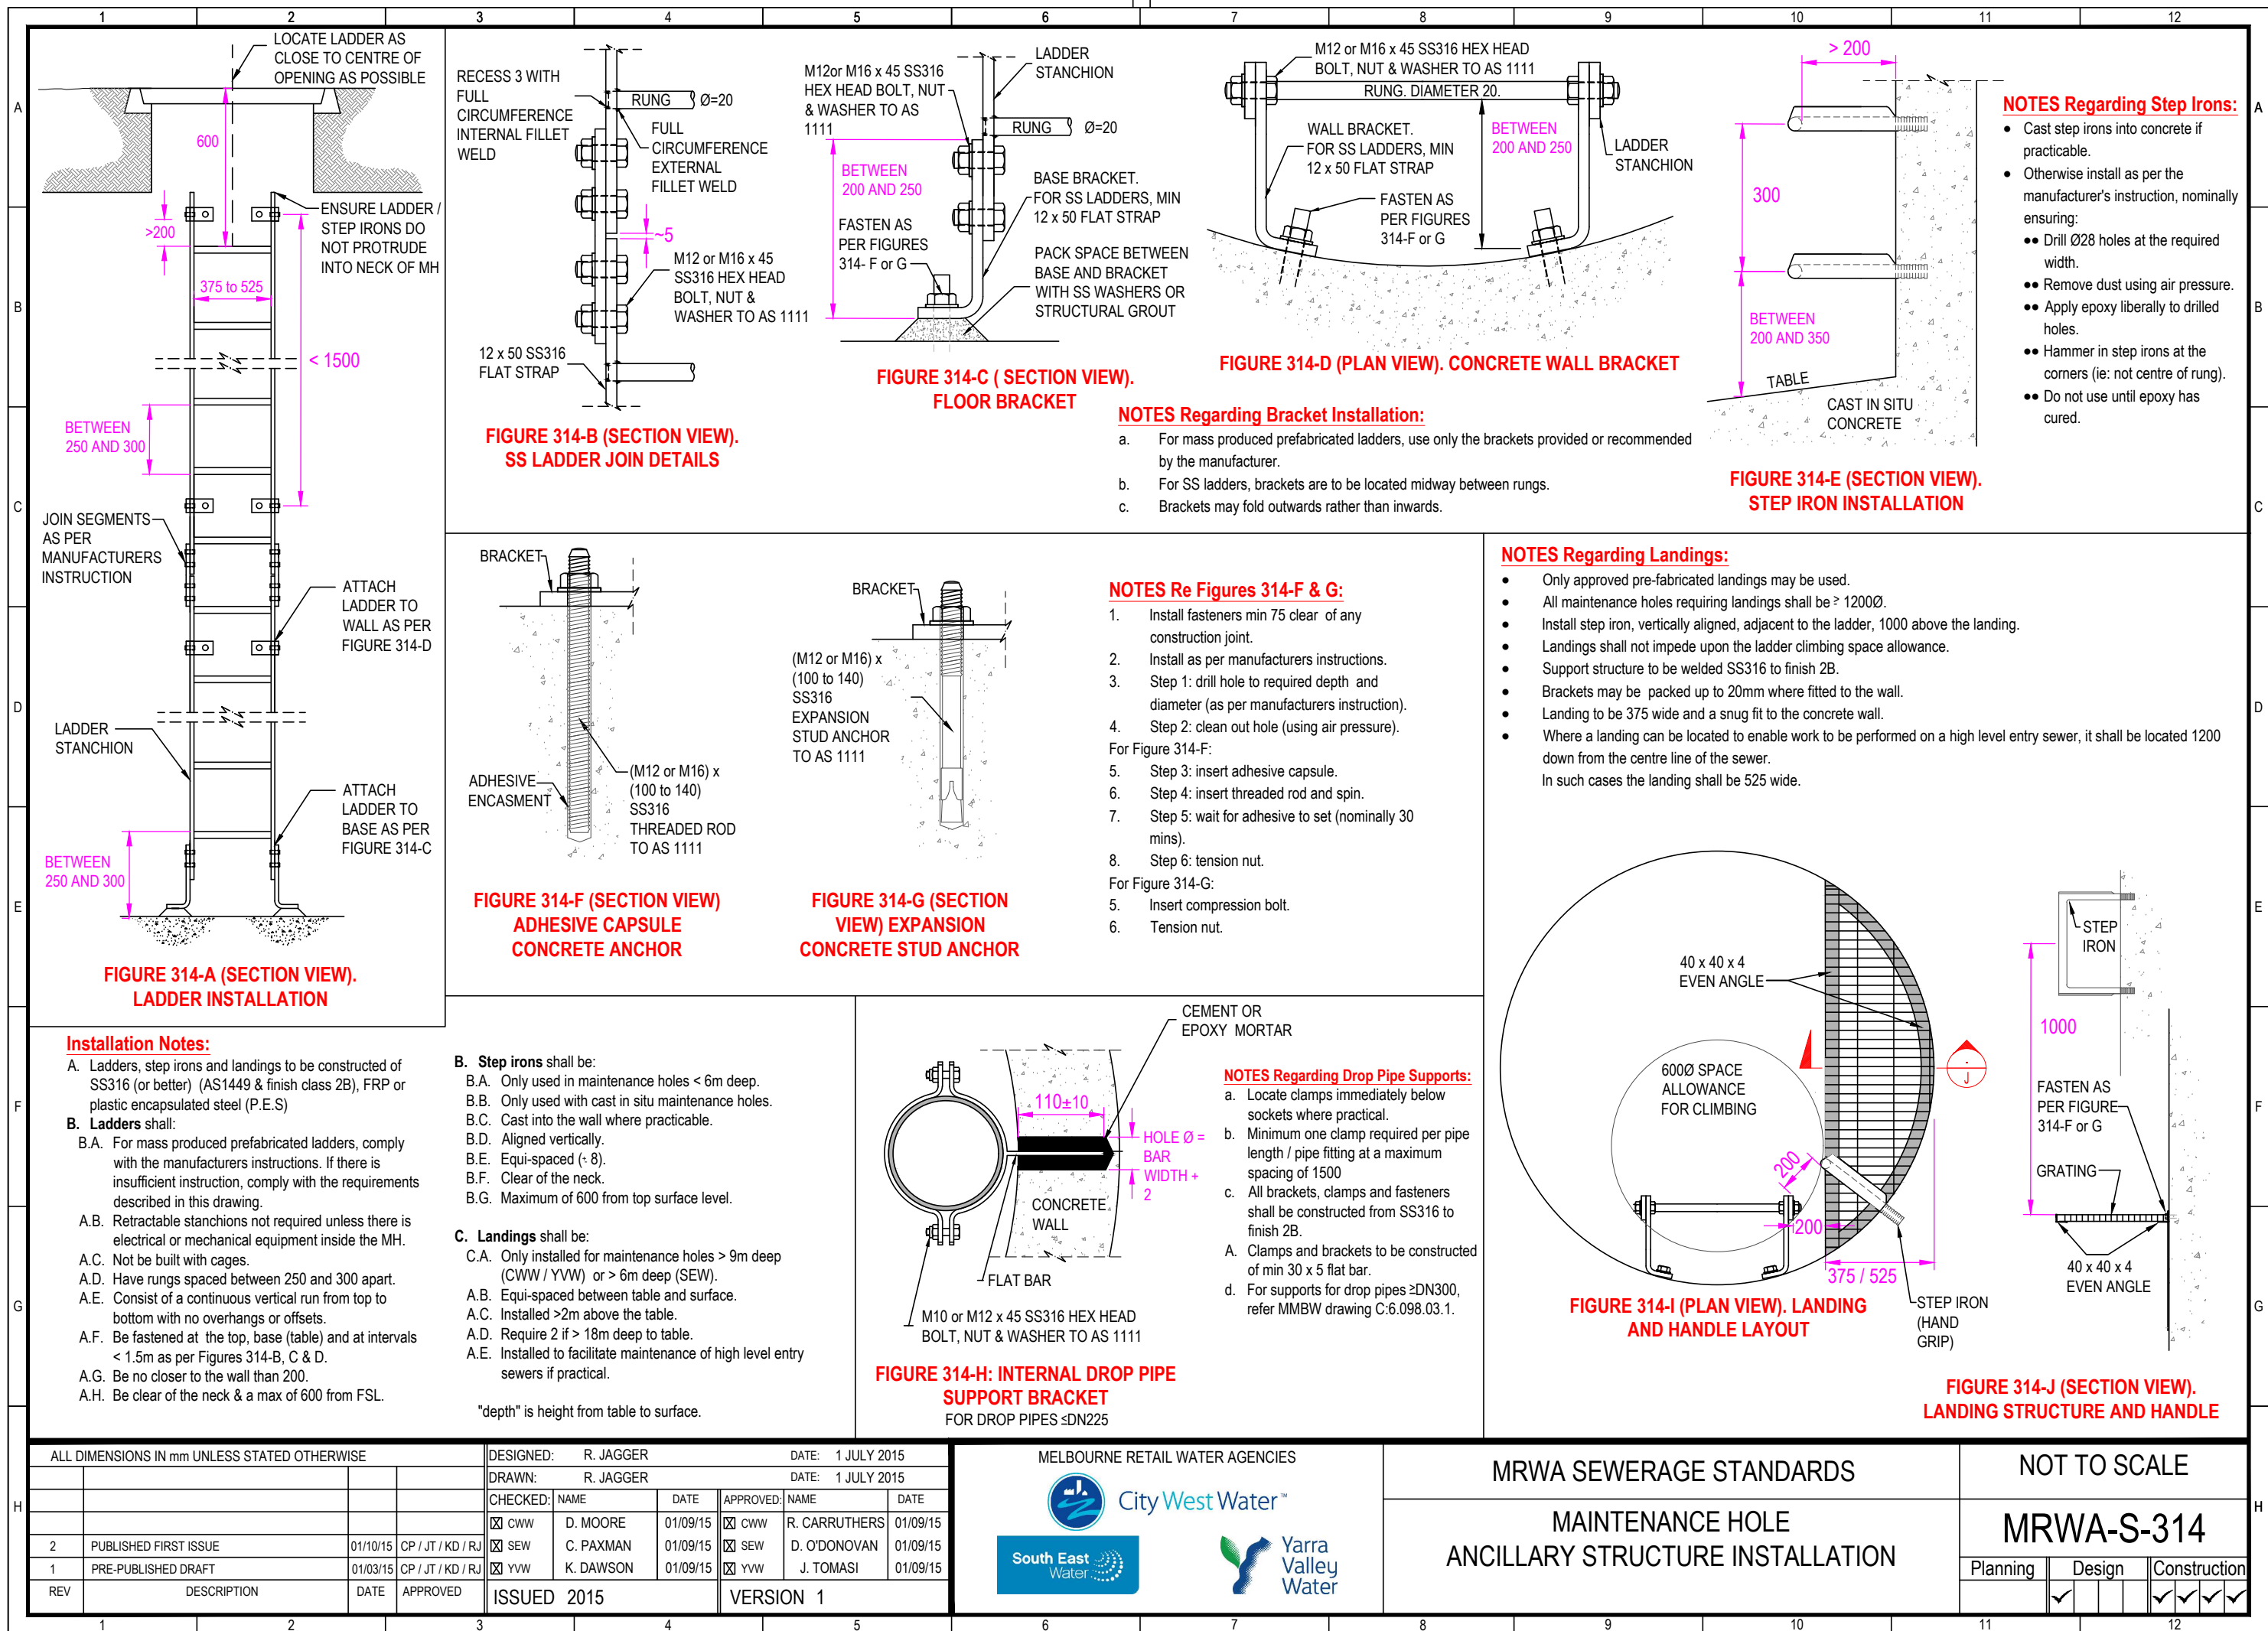 1 2 3 4 5 6 7 8 9 10 11 12
A
B
C
D
E
F
G
H
LOCATE LADDER AS
CLOSE TO CENTRE OF
OPENING AS POSSIBLE
600
ENSURE LADDER /
STEP IRONS DO
NOT PROTRUDE
INTO NECK OF MH
>200
375 to 525
< 1500
BETWEEN
250 AND 300
JOIN SEGMENTS
AS PER
MANUFACTURERS
INSTRUCTION
ATTACH
LADDER TO
WALL AS PER
FIGURE 314-D
LADDER
STANCHION
ATTACH
LADDER TO
BASE AS PER
FIGURE 314-C
BETWEEN
250 AND 300
FIGURE 314-A (SECTION VIEW).
LADDER INSTALLATION
RECESS 3 WITH
FULL
CIRCUMFERENCE
INTERNAL FILLET
WELD
RUNG Ø=20
FULL
CIRCUMFERENCE
EXTERNAL
FILLET WELD
~5
M12 or M16 x 45
SS316 HEX HEAD
BOLT, NUT &
WASHER TO AS 1111
12 x 50 SS316
FLAT STRAP
FIGURE 314-B (SECTION VIEW).
SS LADDER JOIN DETAILS
M12or M16 x 45 SS316
HEX HEAD BOLT, NUT
& WASHER TO AS
1111
LADDER
STANCHION
RUNG Ø=20
BETWEEN
200 AND 250
FASTEN AS
PER FIGURES
314- F or G
BASE BRACKET.
FOR SS LADDERS, MIN
12 x 50 FLAT STRAP
PACK SPACE BETWEEN
BASE AND BRACKET
WITH SS WASHERS OR
STRUCTURAL GROUT
FIGURE 314-C ( SECTION VIEW).
FLOOR BRACKET
M12 or M16 x 45 SS316 HEX HEAD
BOLT, NUT & WASHER TO AS 1111
RUNG. DIAMETER 20.
WALL BRACKET.
FOR SS LADDERS, MIN
12 x 50 FLAT STRAP
BETWEEN
200 AND 250
LADDER
STANCHION
FASTEN AS
PER FIGURES
314-F or G
FIGURE 314-D (PLAN VIEW). CONCRETE WALL BRACKET
NOTES Regarding Bracket Installation:
a. For mass produced prefabricated ladders, use only the brackets provided or recommended
by the manufacturer.
b. For SS ladders, brackets are to be located midway between rungs.
c. Brackets may fold outwards rather than inwards.
> 200
300
BETWEEN
200 AND 350
TABLE
CAST IN SITU
CONCRETE
FIGURE 314-E (SECTION VIEW).
STEP IRON INSTALLATION
NOTES Regarding Step Irons:
● Cast step irons into concrete if
practicable.
● Otherwise install as per the
manufacturer's instruction, nominally
ensuring:
●● Drill Ø28 holes at the required
width.
●● Remove dust using air pressure.
●● Apply epoxy liberally to drilled
holes.
●● Hammer in step irons at the
corners (ie: not centre of rung).
●● Do not use until epoxy has
cured.
BRACKET
ADHESIVE
ENCASMENT
(M12 or M16) x
(100 to 140)
SS316
THREADED ROD
TO AS 1111
FIGURE 314-F (SECTION VIEW)
ADHESIVE CAPSULE
CONCRETE ANCHOR
BRACKET
(M12 or M16) x
(100 to 140)
SS316
EXPANSION
STUD ANCHOR
TO AS 1111
FIGURE 314-G (SECTION
VIEW) EXPANSION
CONCRETE STUD ANCHOR
NOTES Re Figures 314-F & G:
1. Install fasteners min 75 clear of any
construction joint.
2. Install as per manufacturers instructions.
3. Step 1: drill hole to required depth and
diameter (as per manufacturers instruction).
4. Step 2: clean out hole (using air pressure).
For Figure 314-F:
5. Step 3: insert adhesive capsule.
6. Step 4: insert threaded rod and spin.
7. Step 5: wait for adhesive to set (nominally 30
mins).
8. Step 6: tension nut.
For Figure 314-G:
5. Insert compression bolt.
6. Tension nut.
NOTES Regarding Landings:
● Only approved pre-fabricated landings may be used.
● All maintenance holes requiring landings shall be ≥ 1200Ø.
● Install step iron, vertically aligned, adjacent to the ladder, 1000 above the landing.
● Landings shall not impede upon the ladder climbing space allowance.
● Support structure to be welded SS316 to finish 2B.
● Brackets may be packed up to 20mm where fitted to the wall.
● Landing to be 375 wide and a snug fit to the concrete wall.
● Where a landing can be located to enable work to be performed on a high level entry sewer, it shall be located 1200
down from the centre line of the sewer.
In such cases the landing shall be 525 wide.
40 x 40 x 4
EVEN ANGLE
600Ø SPACE
ALLOWANCE
FOR CLIMBING
200
200
375 / 525
STEP IRON
(HAND
GRIP)
-
J
FIGURE 314-I (PLAN VIEW). LANDING
AND HANDLE LAYOUT
STEP
IRON
1000
FASTEN AS
PER FIGURE
314-F or G
GRATING
40 x 40 x 4
EVEN ANGLE
FIGURE 314-J (SECTION VIEW).
LANDING STRUCTURE AND HANDLE
Installation Notes:
A. Ladders, step irons and landings to be constructed of
SS316 (or better) (AS1449 & finish class 2B), FRP or
plastic encapsulated steel (P.E.S)
B. Ladders shall:
B.A. For mass produced prefabricated ladders, comply
with the manufacturers instructions. If there is
insufficient instruction, comply with the requirements
described in this drawing.
A.B. Retractable stanchions not required unless there is
electrical or mechanical equipment inside the MH.
A.C. Not be built with cages.
A.D. Have rungs spaced between 250 and 300 apart.
A.E. Consist of a continuous vertical run from top to
bottom with no overhangs or offsets.
A.F. Be fastened at the top, base (table) and at intervals
< 1.5m as per Figures 314-B, C & D.
A.G. Be no closer to the wall than 200.
A.H. Be clear of the neck & a max of 600 from FSL.
B. Step irons shall be:
B.A. Only used in maintenance holes < 6m deep.
B.B. Only used with cast in situ maintenance holes.
B.C. Cast into the wall where practicable.
B.D. Aligned vertically.
B.E. Equi-spaced ( 8).
B.F. Clear of the neck.
B.G. Maximum of 600 from top surface level.
C. Landings shall be:
C.A. Only installed for maintenance holes > 9m deep
(CWW / YVW) or > 6m deep (SEW).
A.B. Equi-spaced between table and surface.
A.C. Installed >2m above the table.
A.D. Require 2 if > 18m deep to table.
A.E. Installed to facilitate maintenance of high level entry
sewers if practical.
"depth" is height from table to surface.
CEMENT OR
EPOXY MORTAR
110±10
HOLE Ø =
BAR
WIDTH +
2
CONCRETE
WALL
FLAT BAR
M10 or M12 x 45 SS316 HEX HEAD
BOLT, NUT & WASHER TO AS 1111
FIGURE 314-H: INTERNAL DROP PIPE
SUPPORT BRACKET
FOR DROP PIPES ≤DN225
NOTES Regarding Drop Pipe Supports:
a. Locate clamps immediately below
sockets where practical.
b. Minimum one clamp required per pipe
length / pipe fitting at a maximum
spacing of 1500
c. All brackets, clamps and fasteners
shall be constructed from SS316 to
finish 2B.
A. Clamps and brackets to be constructed
of min 30 x 5 flat bar.
d. For supports for drop pipes ≥DN300,
refer MMBW drawing C:6.098.03.1.
ALL DIMENSIONS IN mm UNLESS STATED OTHERWISE
2 PUBLISHED FIRST ISSUE 01/10/15 CP / JT / KD / RJ
1 PRE-PUBLISHED DRAFT 01/03/15 CP / JT / KD / RJ
REV DESCRIPTION DATE APPROVED
DESIGNED: R. JAGGER DATE: 1 JULY 2015
DRAWN: R. JAGGER DATE: 1 JULY 2015
CHECKED: NAME DATE APPROVED: NAME DATE
CWW D. MOORE 01/09/15 CWW R. CARRUTHERS 01/09/15
SEW C. PAXMAN 01/09/15 SEW D. O'DONOVAN 01/09/15
YVW K. DAWSON 01/09/15 YVW J. TOMASI 01/09/15
ISSUED 2015 VERSION 1
MELBOURNE RETAIL WATER AGENCIES
City West Water™
South East
Water
Yarra
Valley
Water
MRWA SEWERAGE STANDARDS
MAINTENANCE HOLE
ANCILLARY STRUCTURE INSTALLATION
NOT TO SCALE
MRWA-S-314
Planning Design Construction
1 2 3 4 5 6 7 8 9 10 11 12
A
B
C
D
E
F
G
H